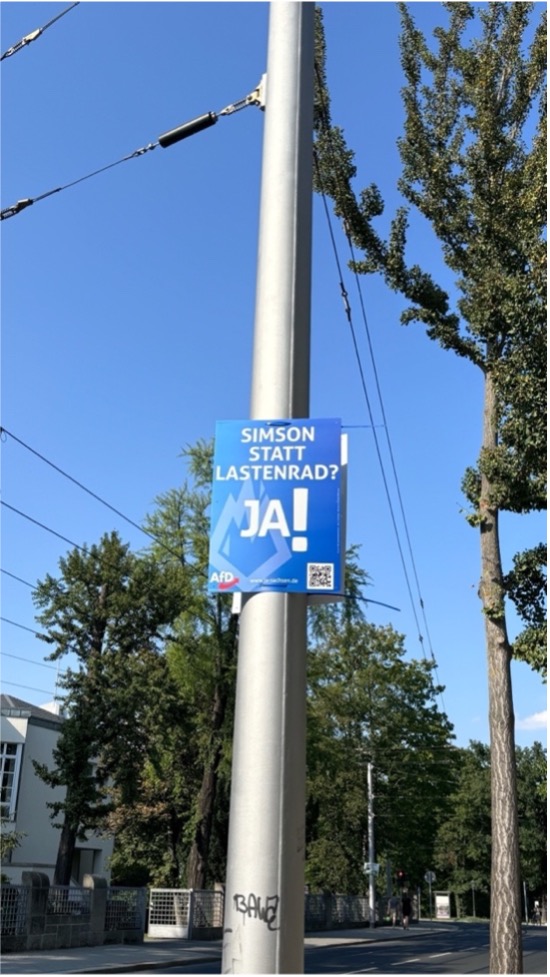 SIMSON
STATT
LASTENRAD?
JA!
AfD